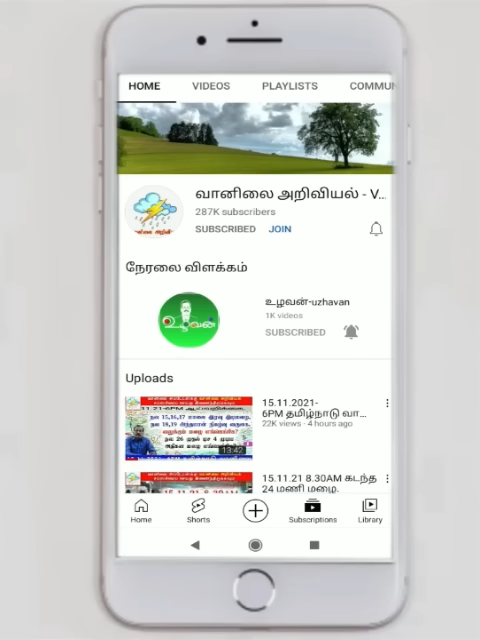 HOME VIDEOS PLAYLISTS COMMUN
வானிலை அறிவியல் - V...
287K subscribers
SUBSCRIBED JOIN
நேரலை விளக்கம்
உழவன்
உழவன்-uzhavan
1K videos
SUBSCRIBED
Uploads
15.11.2021-
6PM தமிழ்நாடு வா...
22K views · 4 hours ago
13:42
15.11.21 8.30AM கடந்த
24 மணி மழை.
Home Shorts Subscriptions Library